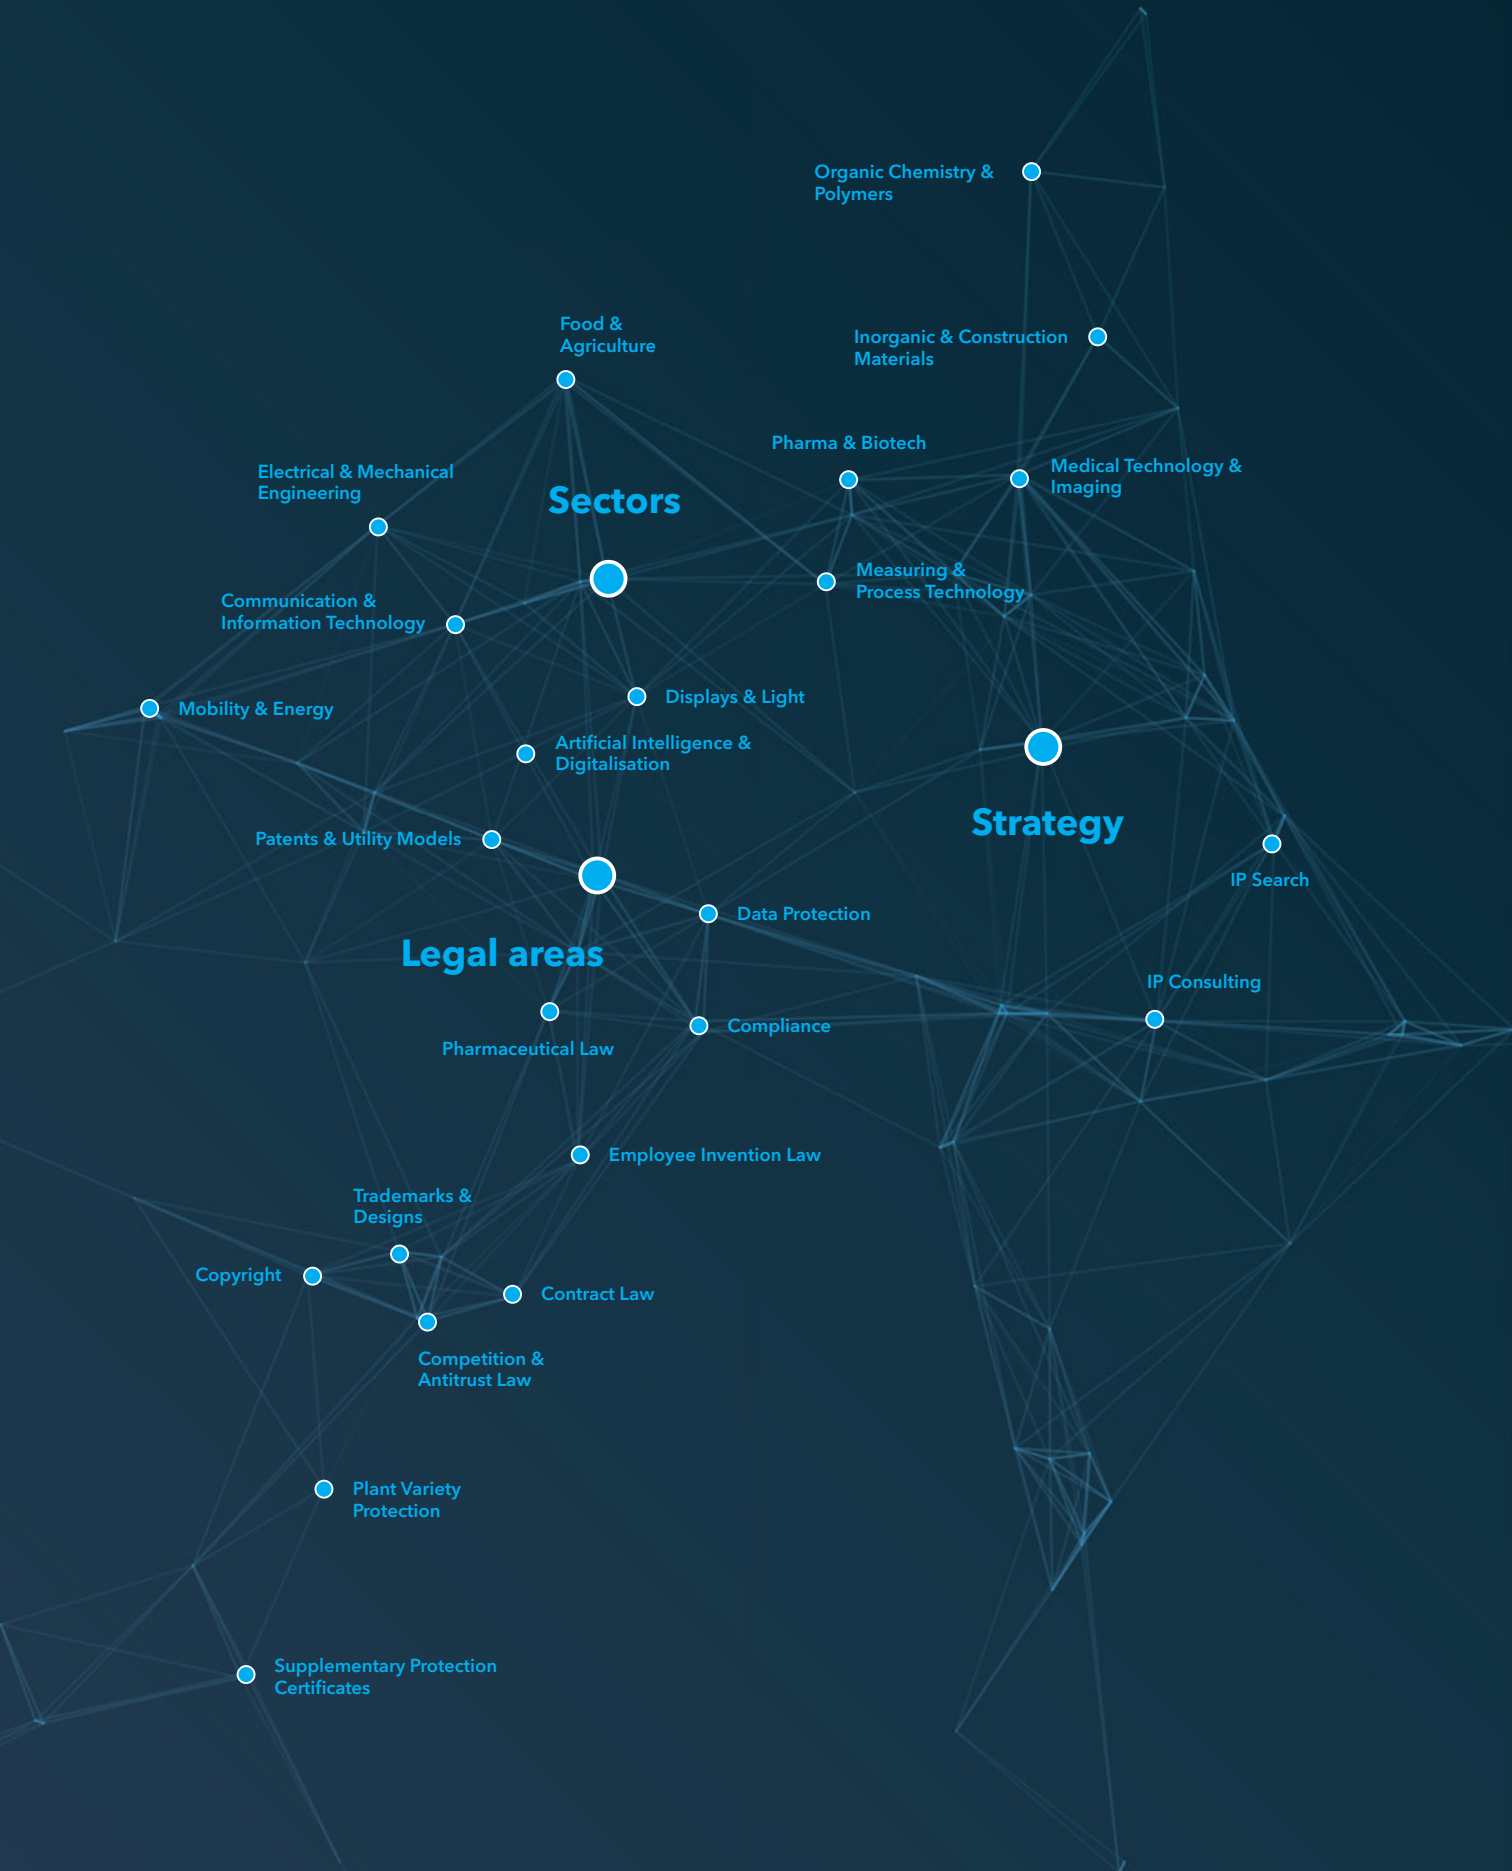 Organic Chemistry &
Polymers
Food &
Agriculture
Inorganic & Construction
Materials
Pharma & Biotech
Medical Technology &
Imaging
Electrical & Mechanical
Engineering
Sectors
Measuring &
Process Technology
Communication &
Information Technology
Mobility & Energy
Displays & Light
Artificial Intelligence &
Digitalisation
Strategy
Patents & Utility Models
IP Search
Data Protection
Legal areas
IP Consulting
Compliance
Pharmaceutical Law
Employee Invention Law
Trademarks &
Designs
Copyright
Contract Law
Competition &
Antitrust Law
Plant Variety
Protection
Supplementary Protection
Certificates